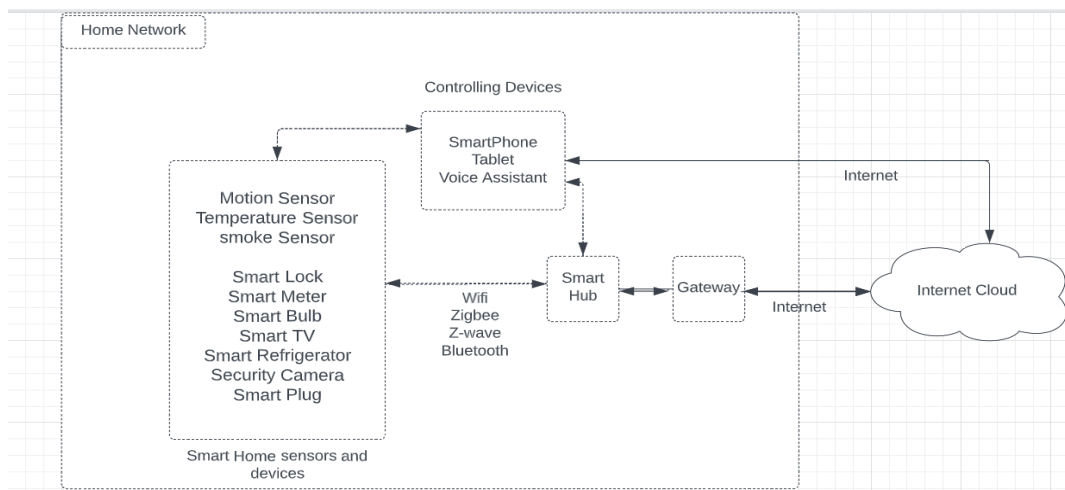 Home Network
Controlling Devices
SmartPhone
Tablet
Voice Assistant
Internet
Motion Sensor
Temperature Sensor
smoke Sensor
Smart Lock
Smart Meter
Smart Bulb
Smart TV
Smart Refrigerator
Security Camera
Smart Plug
Smart Home sensors and
devices
Wifi
Zigbee
Z-wave
Bluetooth
Smart
Hub
Gateway
Internet
Internet Cloud